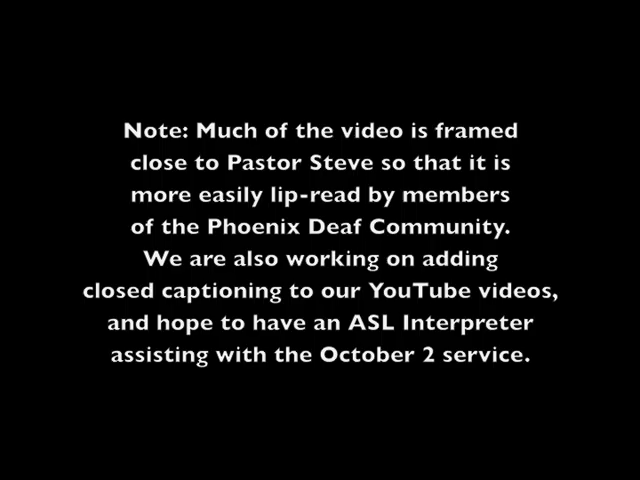 Note: Much of the video is framed
close to Pastor Steve so that it is
more easily lip-read by members
of the Phoenix Deaf Community.
We are also working on adding
closed captioning to our YouTube videos,
and hope to have an ASL Interpreter
assisting with the October 2 service.